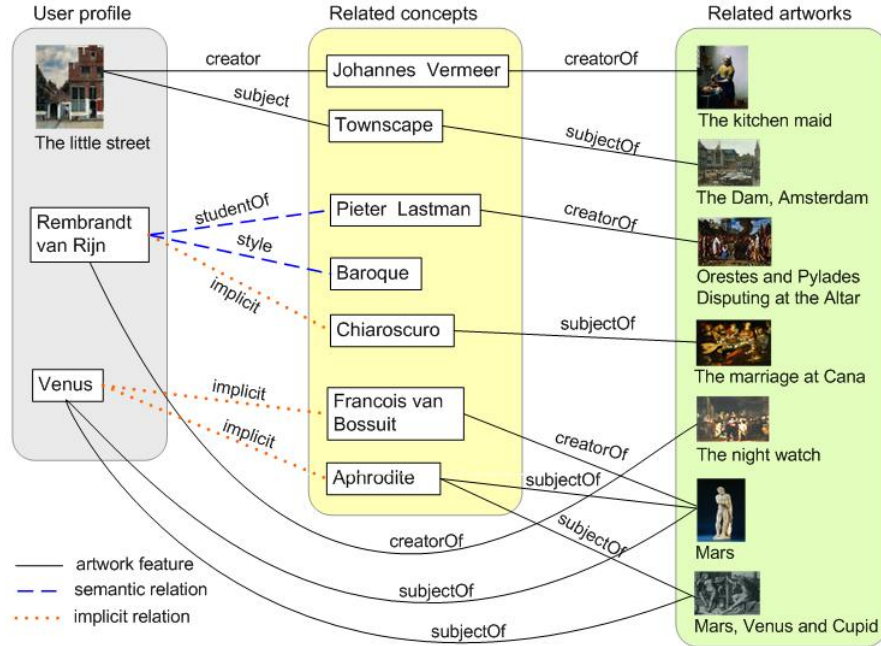 User profile
Related concepts
Related artworks
creator
Johannes Vermeer
creatorOf
The little street
subject
Townscape
subjectOf
The kitchen maid
The Dam, Amsterdam
Rembrandt
van Rijn
studentOf
style
implicit
Pieter Lastman
creatorOf
Baroque
Orestes and Pylades
Disputing at the Altar
Chiaroscuro
subjectOf
The marriage at Cana
Venus
implicit
implicit
Francois van
Bossuit
creatorOf
The night watch
Aphrodite
subjectOf
subjectOf
Mars
creatorOf
subjectOf
subjectOf
Mars, Venus and Cupid
artwork feature
semantic relation
implicit relation